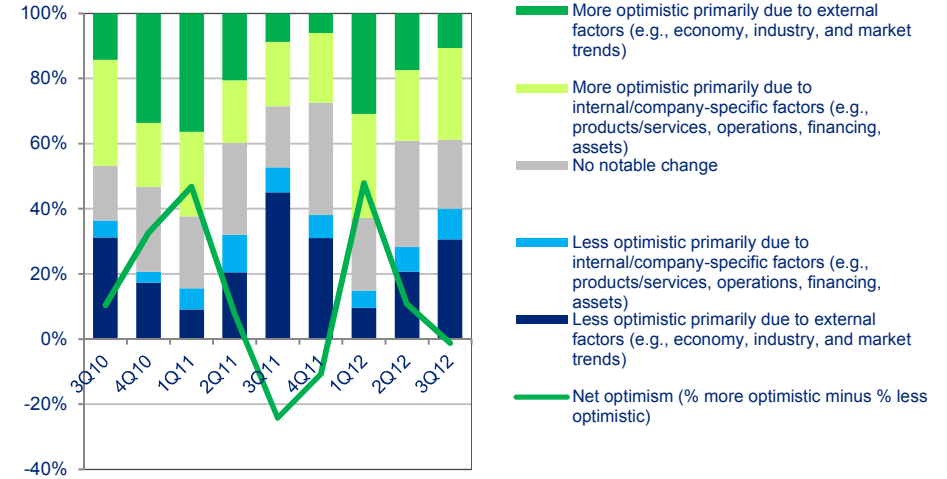 100%
80%
60%
40%
20%
0%
-20%
-40%
3Q10
4Q10
1Q11
2Q11
3Q11
4Q11
1Q12
2Q12
3Q12
More optimistic primarily due to external
factors (e.g., economy, industry, and market
trends)
More optimistic primarily due to
internal/company-specific factors (e.g.,
products/services, operations, financing,
assets)
No notable change
Less optimistic primarily due to
internal/company-specific factors (e.g.,
products/services, operations, financing,
assets)
Less optimistic primarily due to external
factors (e.g., economy, industry, and market
trends)
Net optimism (% more optimistic minus % less
optimistic)